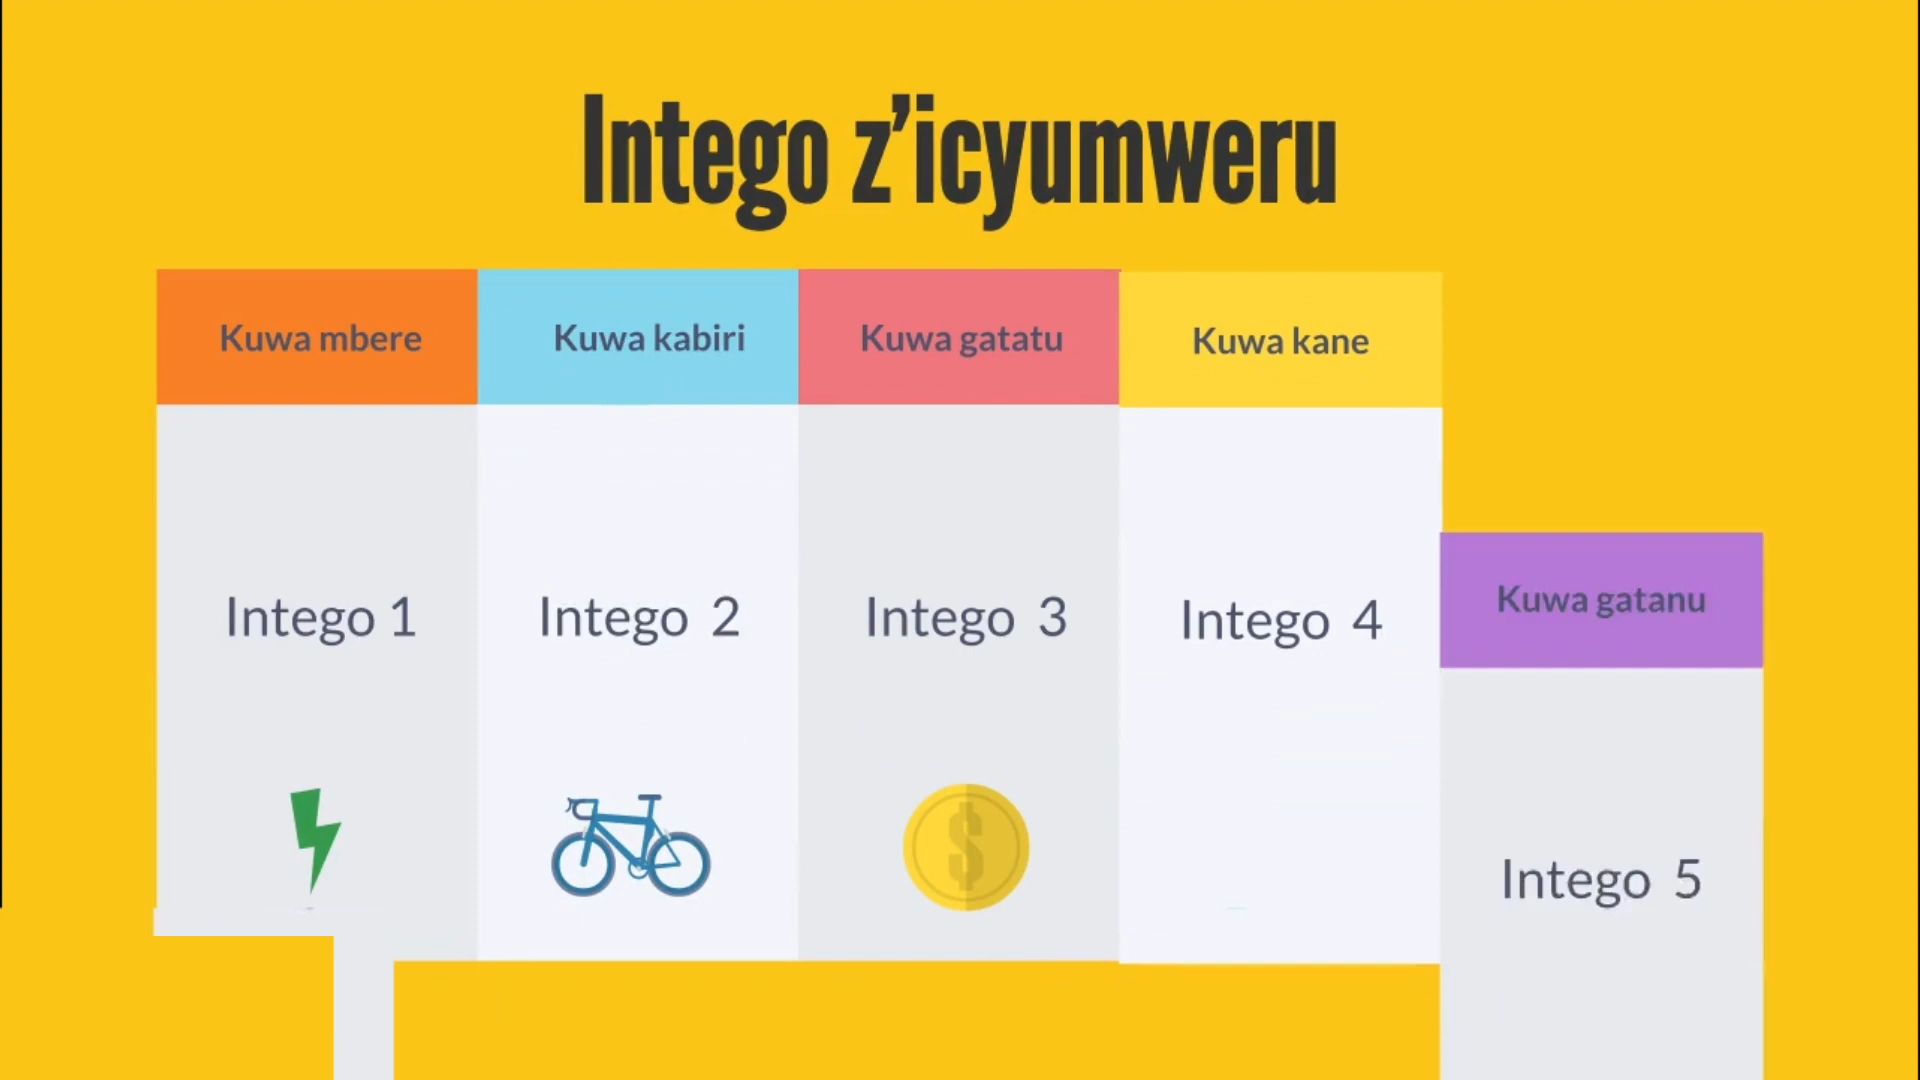 Intego z’icyumweru
Kuwa mbere
Kuwa kabiri
Kuwa gatatu
Kuwa kane
Kuwa gatanu
Intego 1
Intego 2
Intego 3
Intego 4
Intego 5
$